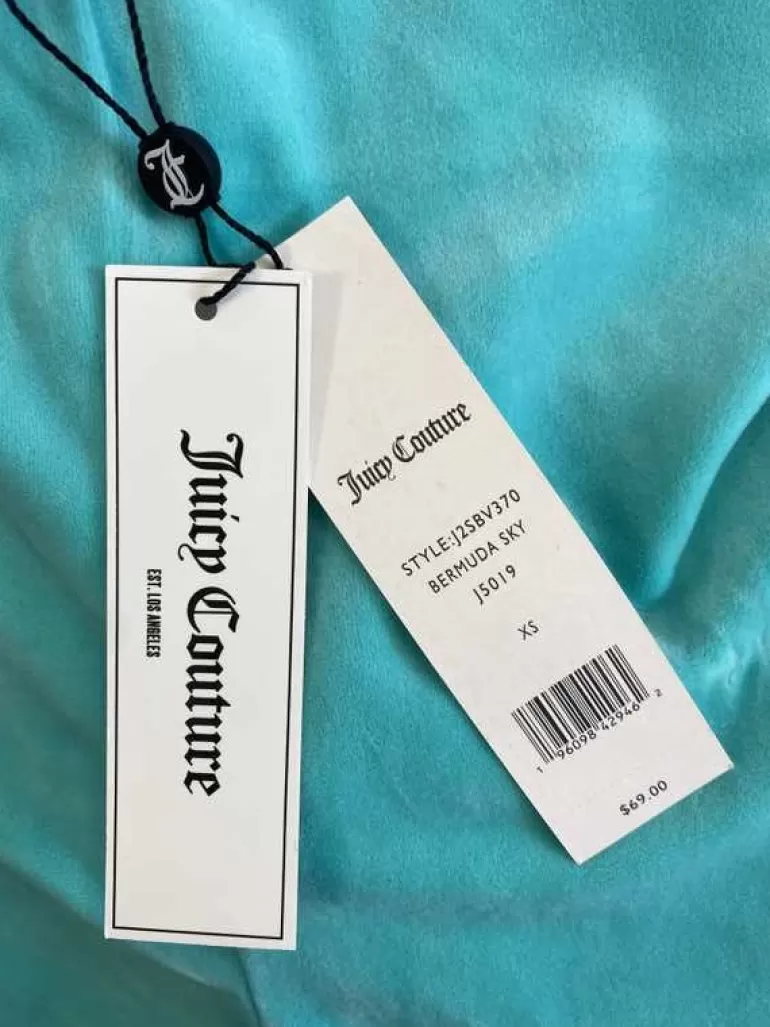 Juicy Couture
EST. LOS ANGELES
Juicy Couture
STYLE:J2SBV370
BERMUDA SKY
J5019
XS
1 96098 42946 2
$69.00